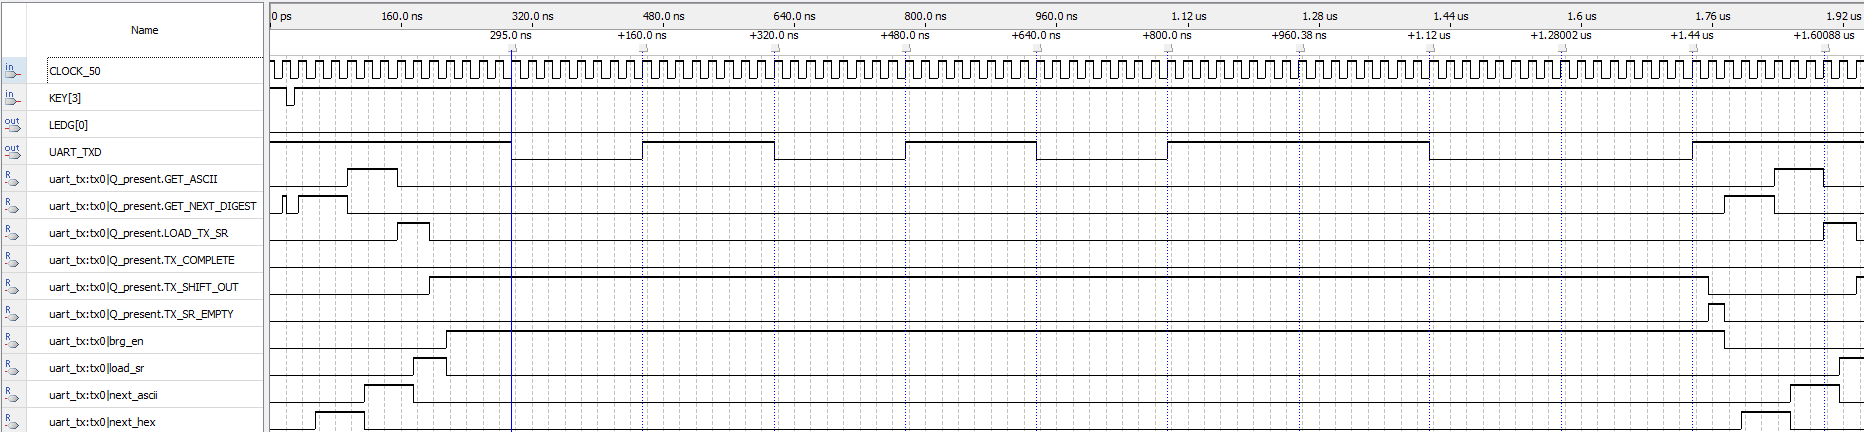 Name
0 ps 160.0 ns 320.0 ns 480.0 ns 640.0 ns 800.0 ns 960.0 ns 1.12 us 1.28 us 1.44 us 1.6 us 1.76 us 1.92 us
295.0 ns +160.0 ns +320.0 ns +480.0 ns +640.0 ns +800.0 ns +960.38 ns +1.12 us +1.28002 us +1.44 us +1.60088 us
in CLOCK_50
in KEY[3]
out LEDG[0]
out UART_TXD
R uart_tx:tx0|Q_present.GET_ASCII
R uart_tx:tx0|Q_present.GET_NEXT_DIGEST
R uart_tx:tx0|Q_present.LOAD_TX_SR
R uart_tx:tx0|Q_present.TX_COMPLETE
R uart_tx:tx0|Q_present.TX_SHIFT_OUT
R uart_tx:tx0|Q_present.TX_SR_EMPTY
R uart_tx:tx0|brg_en
R uart_tx:tx0|load_sr
R uart_tx:tx0|next_ascii
R uart_tx:tx0|next_hex